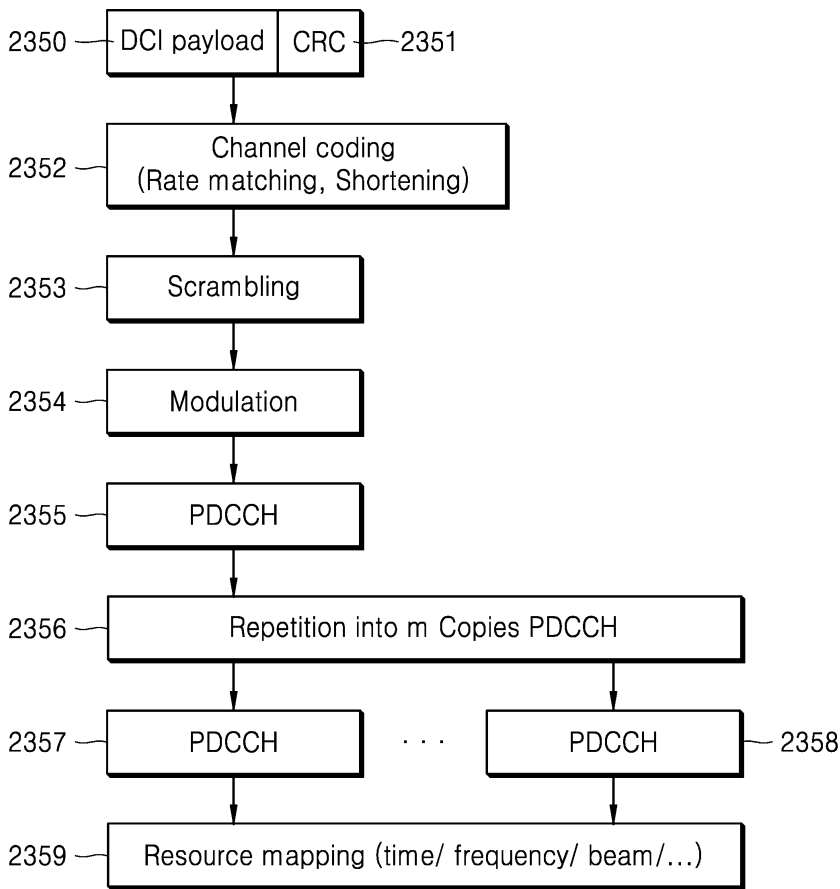 2350 DCI payload CRC 2351
Channel coding
2352 (Rate matching, Shortening)
2353 Scrambling
2354 Modulation
2355 PDCCH
2356 Repetition into m Copies PDCCH
2357 PDCCH · · · PDCCH 2358
2359 Resource mapping (time/ frequency/ beam/...)